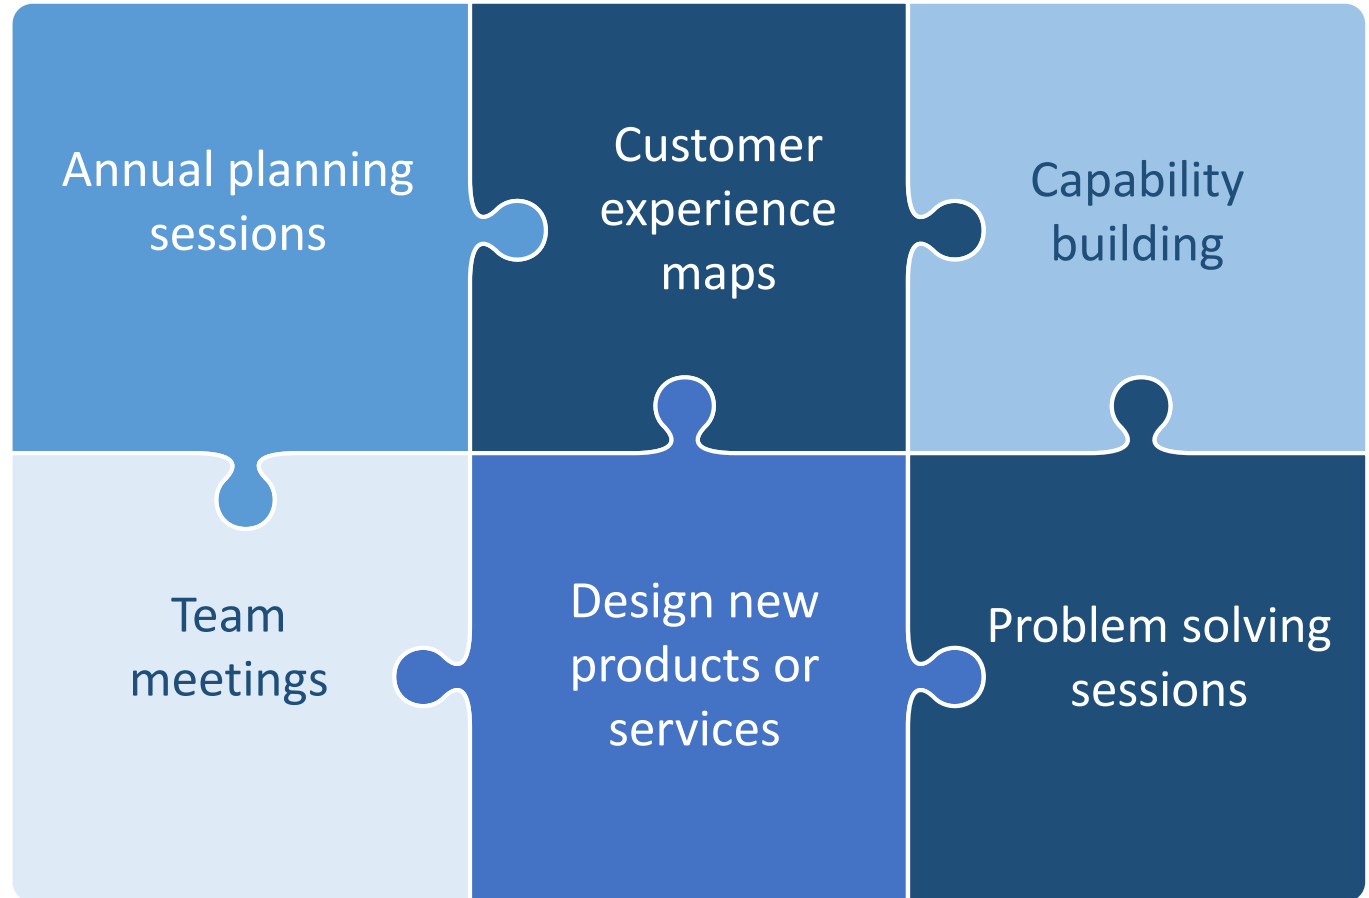 Annual planning
sessions
Customer
experience
maps
Capability
building
Team
meetings
Design new
products or
services
Problem solving
sessions